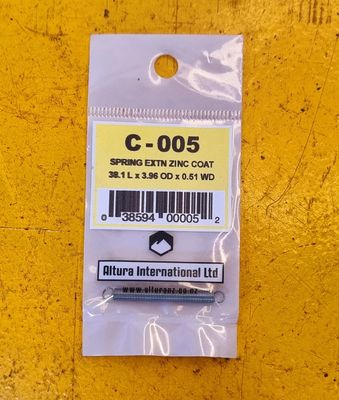 C-005
SPRING EXTN ZINC COAT
38.1 L x 3.96 OD x 0.51 WD
0 38594 00005 2
Altura International Ltd
www.alturanz.co.nz